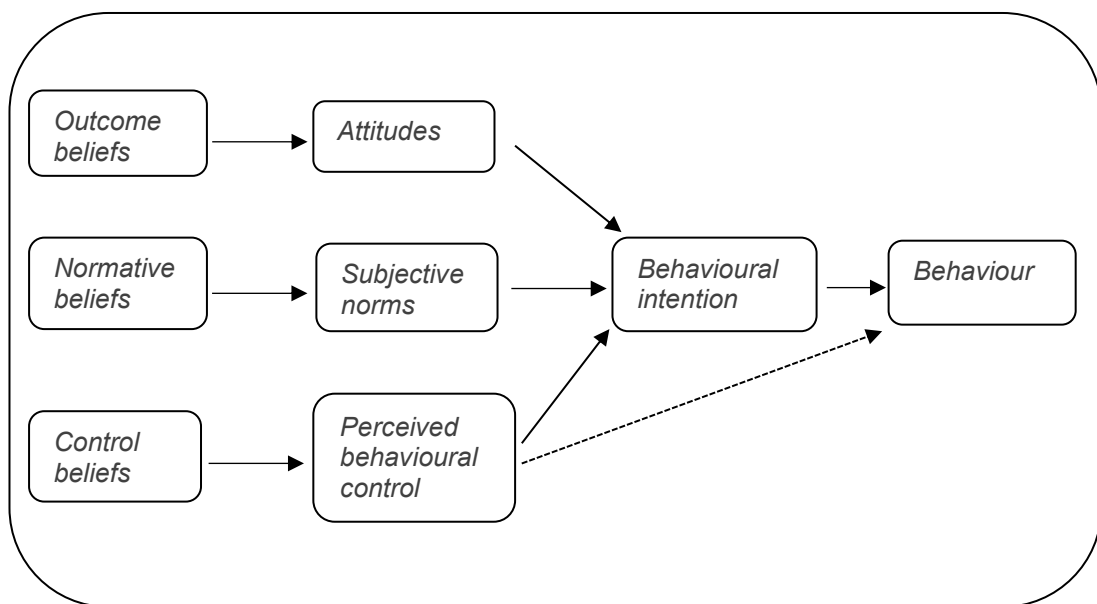 Outcome
beliefs
Attitudes
Normative
beliefs
Subjective
norms
Behavioural
intention
Behaviour
Control
beliefs
Perceived
behavioural
control